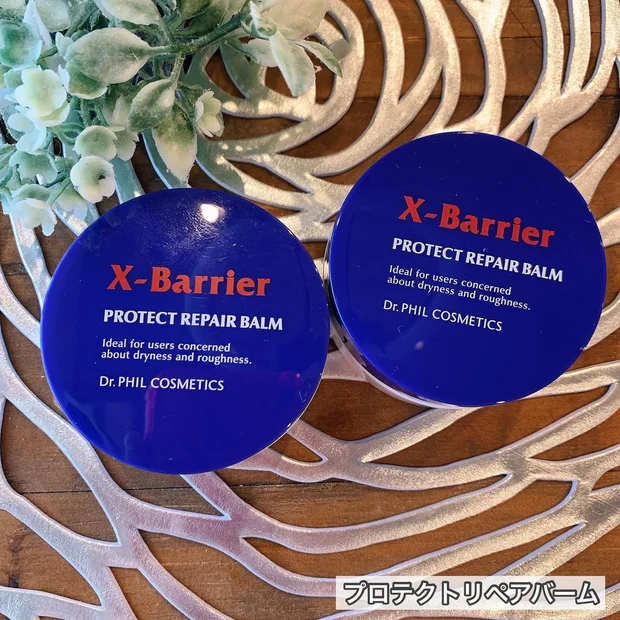 X-Barrier
PROTECT REPAIR BALM
Ideal for users concerned
about dryness and roughness.
Dr. PHIL COSMETICS
X-Barrier
PROTECT REPAIR BALM
Ideal for users concerned
about dryness and roughness.
Dr. PHIL COSMETICS
プロテクトリペアバーム